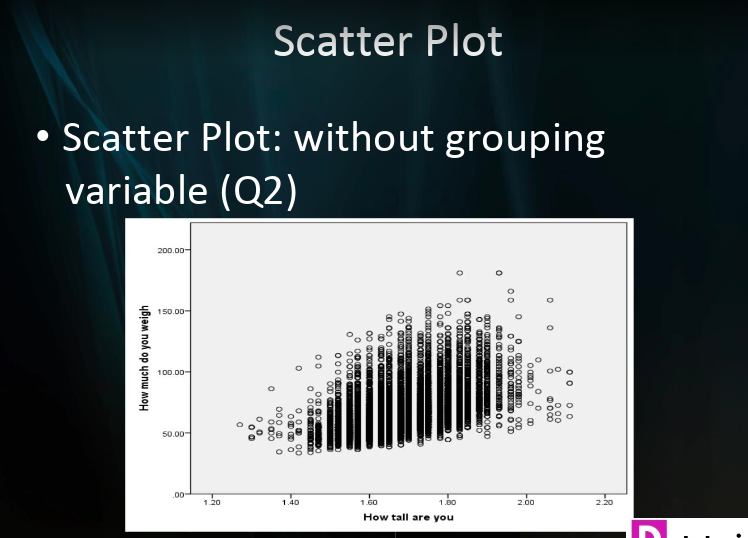 Scatter Plot
• Scatter Plot: without grouping
variable (Q2)
200.00
150.00
100.00
50.00
.00
How much do you weigh
1.20 1.40 1.60 1.80 2.00 2.20
How tall are you